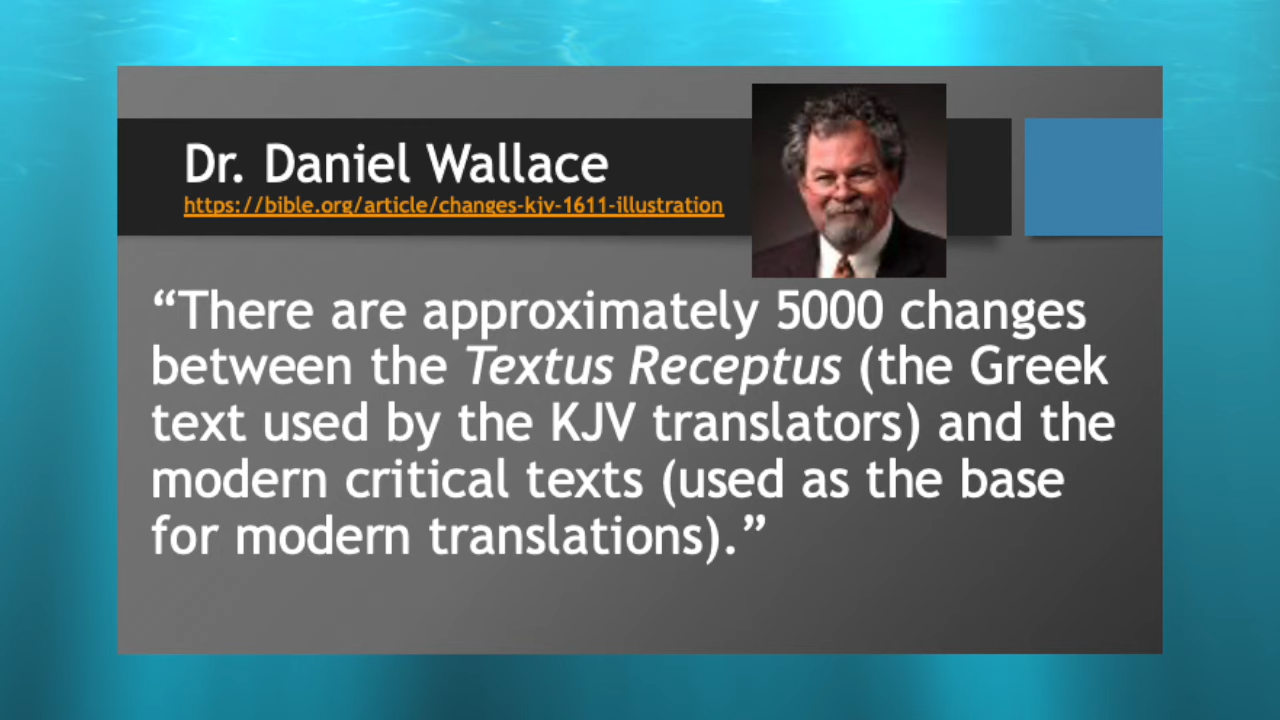 Dr. Daniel Wallace
https://bible.org/article/changes-kjv-1611-illustration
“There are approximately 5000 changes
between the Textus Receptus (the Greek
text used by the KJV translators) and the
modern critical texts (used as the base
for modern translations).”